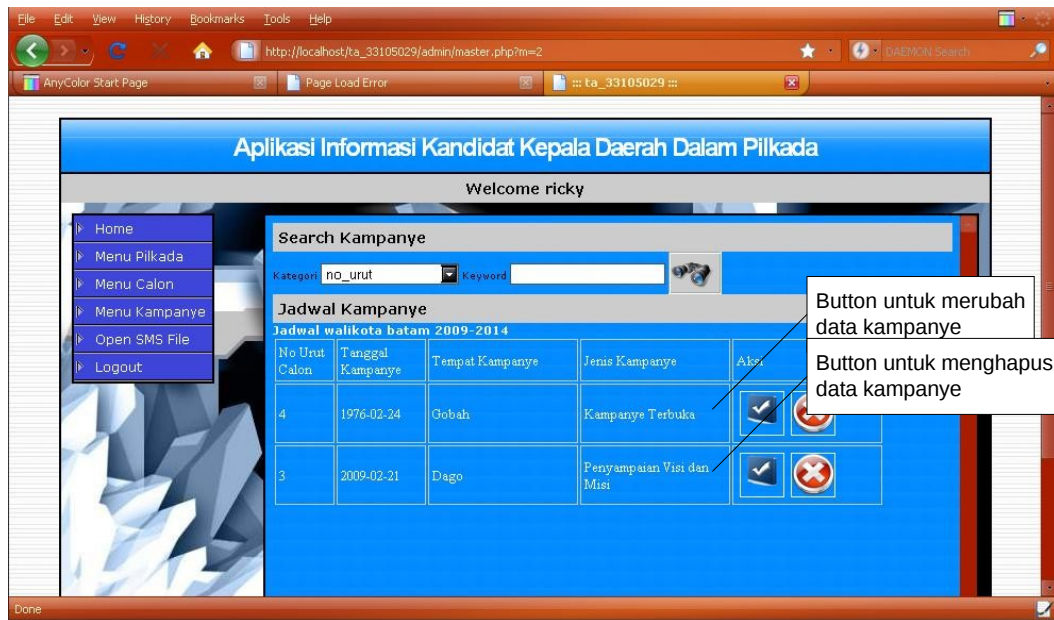 File Edit View History Bookmarks Tools Help
http://localhost/ta_33105029/admin/master.php?m=2
DAEMON Search
AnyColor Start Page
Page Load Error
::: ta_33105029 :::
Aplikasi Informasi Kandidat Kepala Daerah Dalam Pilkada
Welcome ricky
Home
Menu Pilkada
Menu Calon
Menu Kampanye
Open SMS File
Logout
Search Kampanye
Kategori no_urut Keyword
Jadwal Kampanye
Jadwal walikota batam 2009-2014
No Urut Calon
Tanggal Kampanye
Tempat Kampanye
Jenis Kampanye
Aksi
4 1976-02-24 Gobah Kampanye Terbuka
3 2009-02-21 Dago Penyampaian Visi dan
Misi
Button untuk merubah
data kampanye
Button untuk menghapus
data kampanye
Done